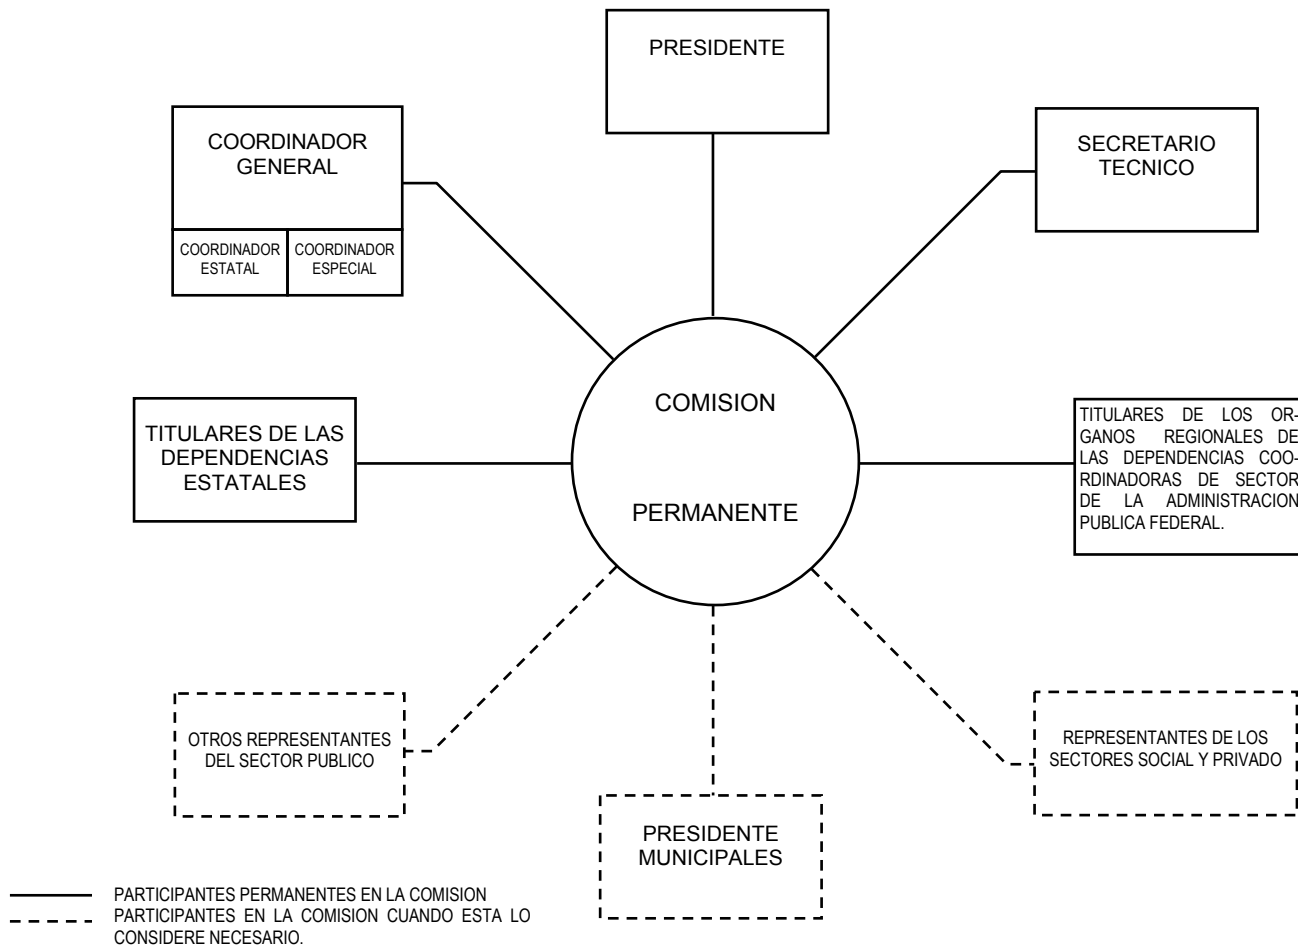 PRESIDENTE
COORDINADOR
GENERAL
COORDINADOR
ESTATAL
COORDINADOR
ESPECIAL
SECRETARIO
TECNICO
COMISION
PERMANENTE
TITULARES DE LAS
DEPENDENCIAS
ESTATALES
TITULARES DE LOS OR-
GANOS REGIONALES DE
LAS DEPENDENCIAS COO-
RDINADORAS DE SECTOR
DE LA ADMINISTRACION
PUBLICA FEDERAL.
OTROS REPRESENTANTES
DEL SECTOR PUBLICO
REPRESENTANTES DE LOS
SECTORES SOCIAL Y PRIVADO
PRESIDENTE
MUNICIPALES
PARTICIPANTES PERMANENTES EN LA COMISION
PARTICIPANTES EN LA COMISION CUANDO ESTA LO
CONSIDERE NECESARIO.